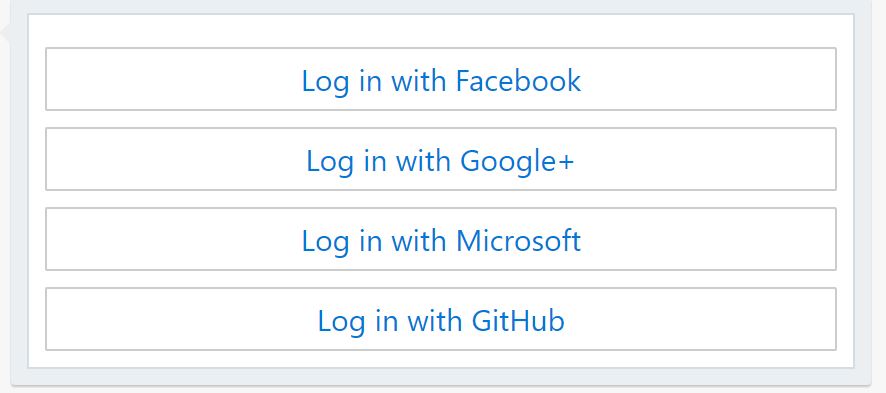 Log in with Facebook
Log in with Google+
Log in with Microsoft
Log in with GitHub